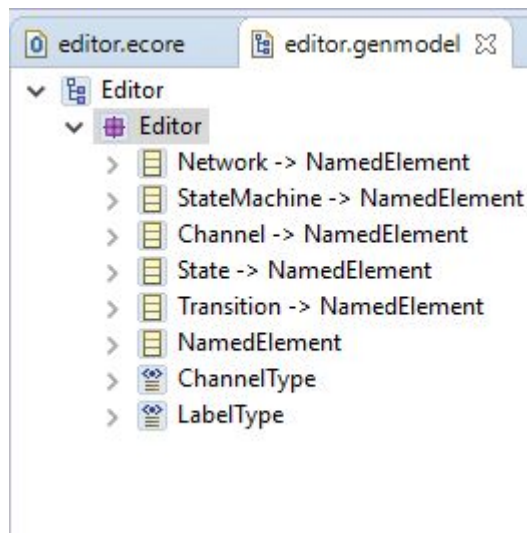 editor.ecore editor.genmodel
Editor
Editor
Network -> NamedElement
StateMachine -> NamedElement
Channel -> NamedElement
State -> NamedElement
Transition -> NamedElement
NamedElement
ChannelType
LabelType